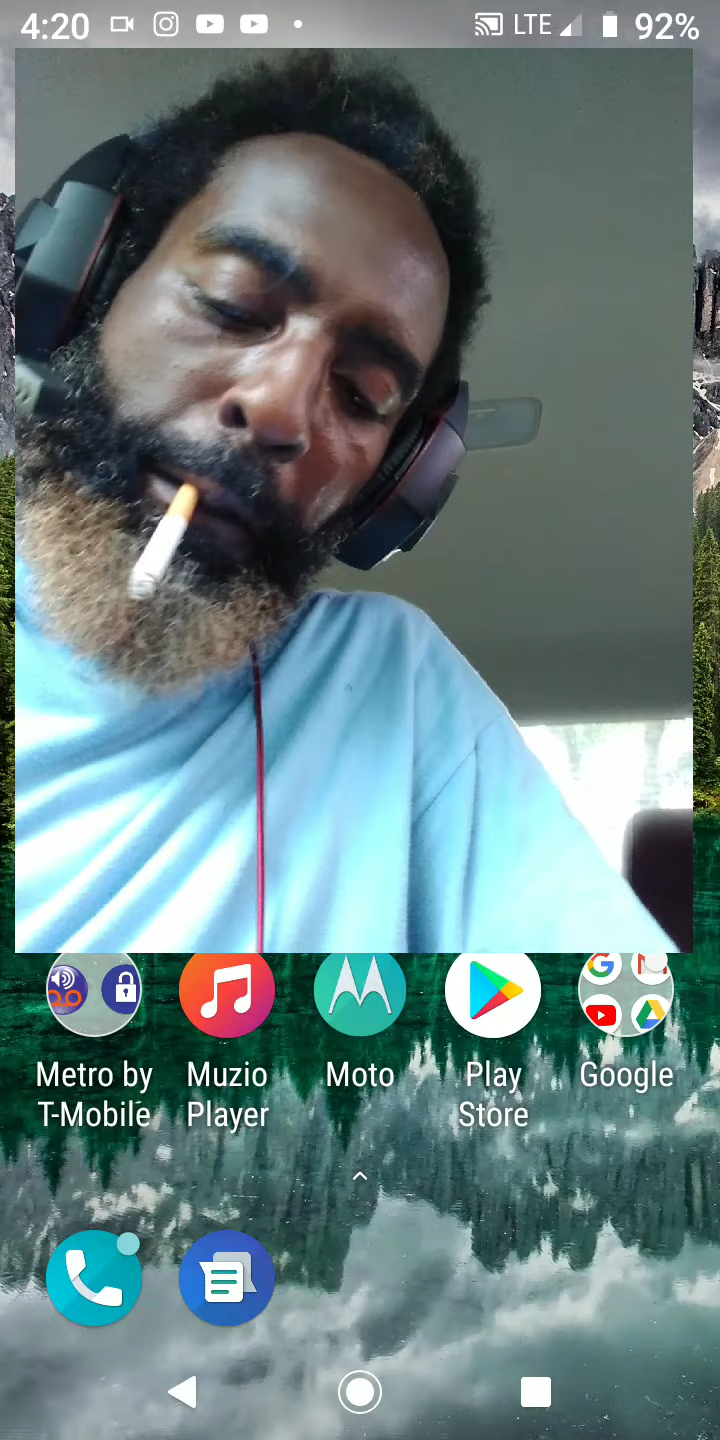 4:20 LTE 92%
Metro by
T-Mobile
Muzio
Player
Moto
Play
Store
Google